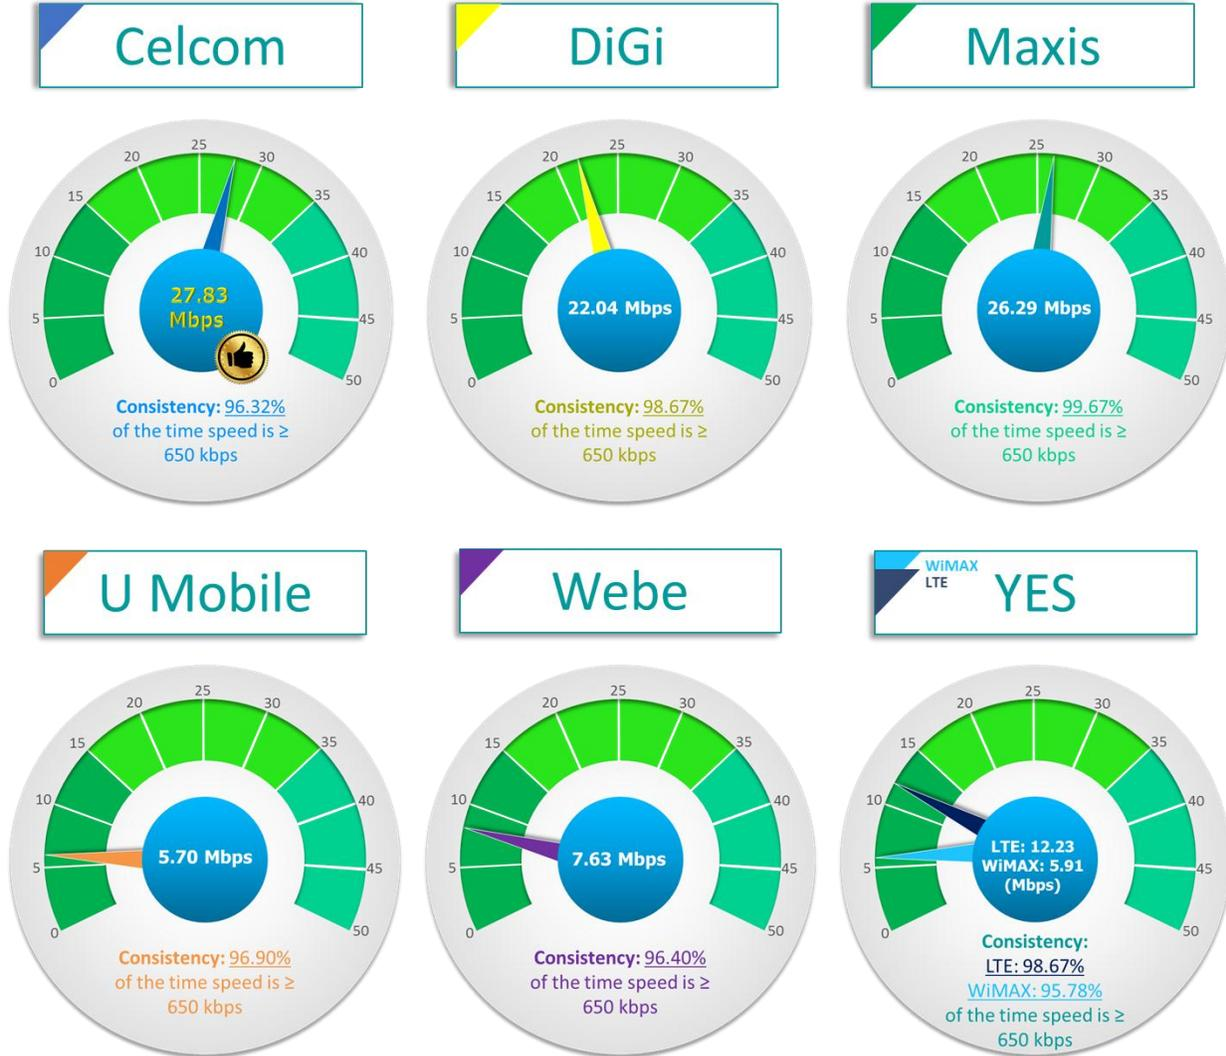 Celcom
DiGi
Maxis
0
5
10
15
20
25
30
35
40
45
50
27.83
Mbps
Consistency: 96.32%
of the time speed is ≥
650 kbps
0
5
10
15
20
25
30
35
40
45
50
22.04 Mbps
Consistency: 98.67%
of the time speed is ≥
650 kbps
0
5
10
15
20
25
30
35
40
45
50
26.29 Mbps
Consistency: 99.67%
of the time speed is ≥
650 kbps
U Mobile
Webe
WiMAX
LTE
YES
0
5
10
15
20
25
30
35
40
45
50
5.70 Mbps
Consistency: 96.90%
of the time speed is ≥
650 kbps
0
5
10
15
20
25
30
35
40
45
50
7.63 Mbps
Consistency: 96.40%
of the time speed is ≥
650 kbps
0
5
10
15
20
25
30
35
40
45
50
LTE: 12.23
WiMAX: 5.91
(Mbps)
Consistency:
LTE: 98.67%
WiMAX: 95.78%
of the time speed is ≥
650 kbps